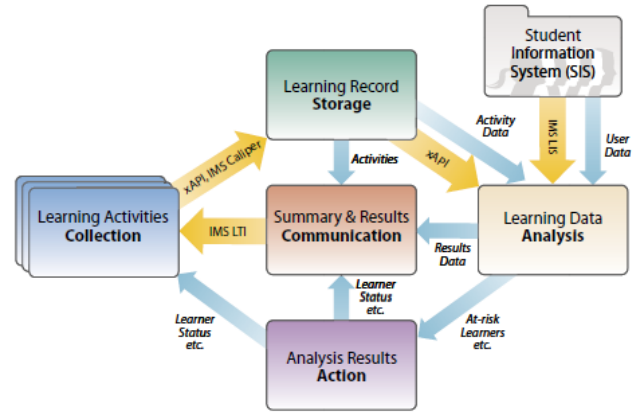 Student
Information
System (SIS)
Learning Record
Storage
Activity
Data
IMS LIS
User
Data
xAPI, IMS Caliper
Activities
xAPI
Learning Activities
Collection
IMS LTI
Summary & Results
Communication
Results
Data
Learning Data
Analysis
Learner
Status
etc.
Learner
Status
etc.
At-risk
Learners
etc.
Analysis Results
Action